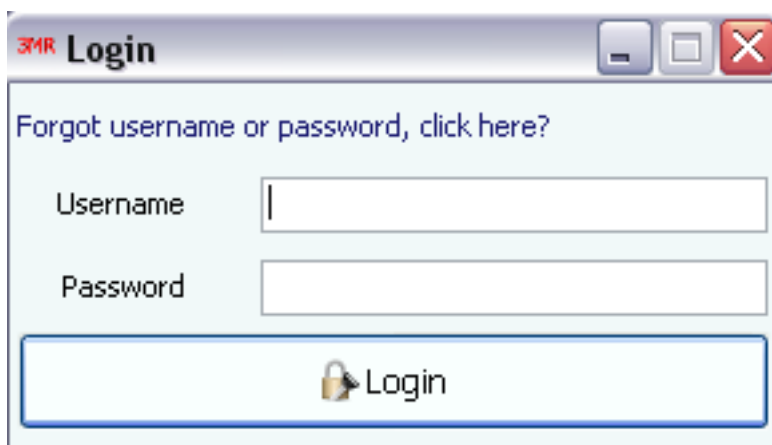 3MR Login
Forgot username or password, click here?
Username
Password
Login